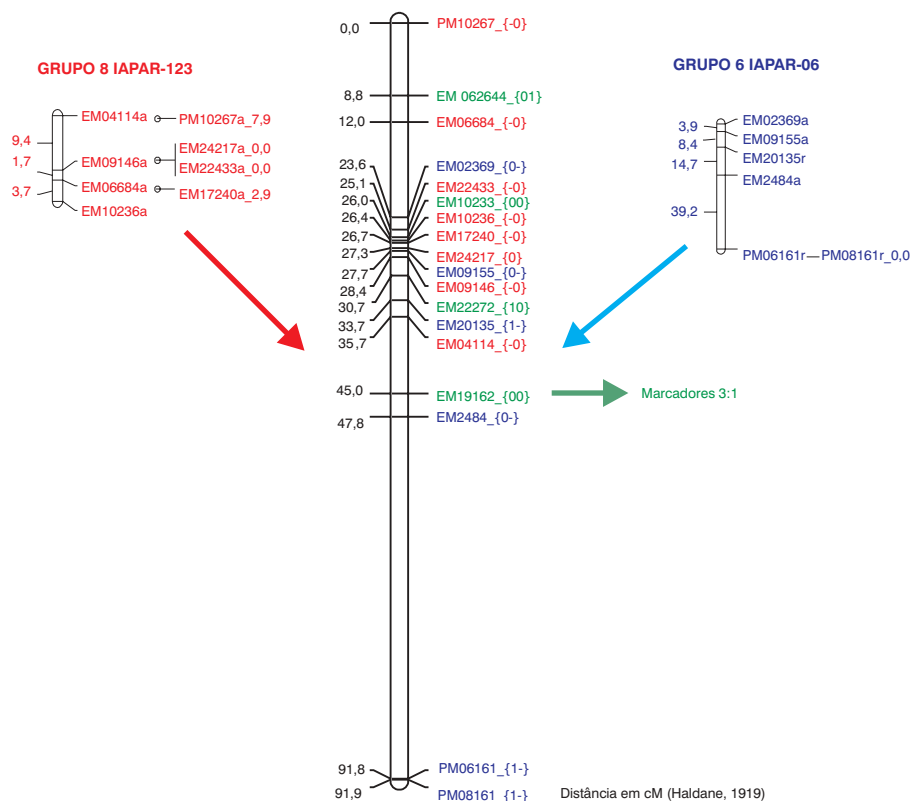 GRUPO 8 IAPAR-123
EM04114a
PM10267a_7,9
9,4
EM24217a_0,0
1,7
EM09146a
EM22433a_0,0
3,7
EM06684a
EM17240a_2,9
EM10236a
0,0
PM10267_{-0}
8,8
EM 062644_{01}
12,0
EM06684_{-0}
23,6
EM02369_{0-}
25,1
EM22433_{-0}
26,0
EM10233_{00}
26,4
EM10236_{-0}
26,7
EM17240_{-0}
27,3
EM24217_{0}
27,7
EM09155_{0-}
28,4
EM09146_{-0}
30,7
EM22272_{10}
33,7
EM20135_{1-}
35,7
EM04114_{-0}
45,0
EM19162_{00}
47,8
EM2484_{0-}
91,8
PM06161_{1-}
91,9
PM08161_{1-}
GRUPO 6 IAPAR-06
3,9
EM02369a
8,4
EM09155a
14,7
EM20135r
EM2484a
39,2
PM06161r—PM08161r_0,0
Marcadores 3:1
Distância em cM (Haldane, 1919)